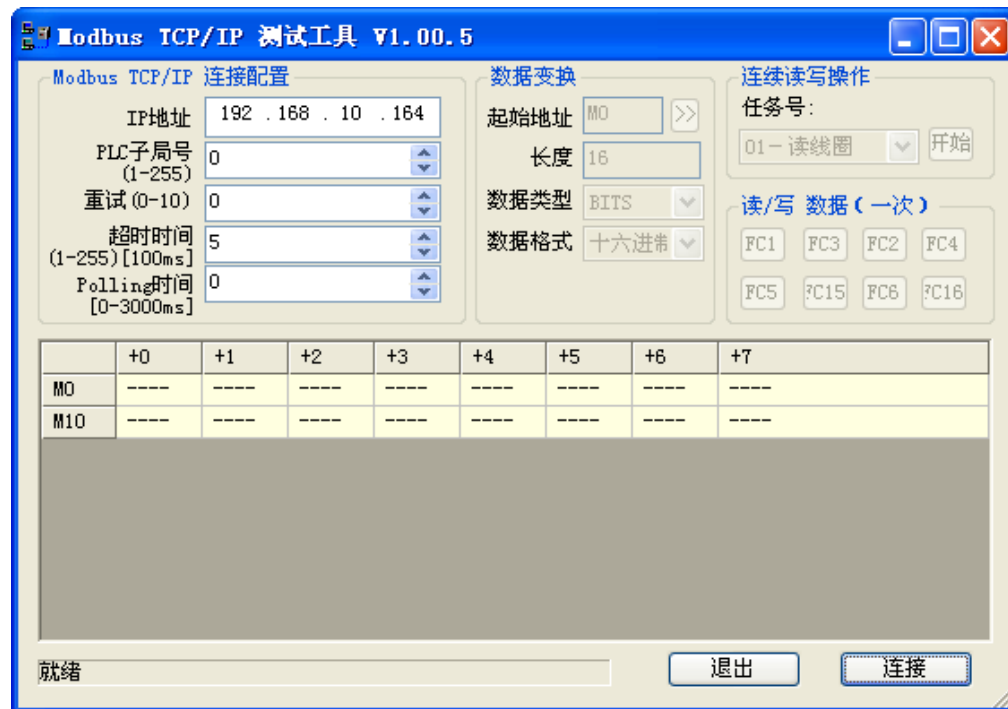 Modbus TCP/IP 测试工具 V1.00.5
Modbus TCP/IP 连接配置
IP地址 192 . 168 . 10 . 164
PLC子局号 0
(1-255)
重试(0-10) 0
超时时间 5
(1-255)[100ms]
Polling时间 0
[0-3000ms]
数据变换
起始地址 M0 >>
长度 16
数据类型 BITS
数据格式 十六进制
连续读写操作
任务号:
01-读线圈 开始
读/写 数据(一次)
FC1 FC3 FC2 FC4
FC5 FC15 FC6 FC16
+0 +1 +2 +3 +4 +5 +6 +7
M0 ---- ---- ---- ---- ---- ---- ---- ----
M10 ---- ---- ---- ---- ---- ---- ---- ----
就绪 退出 连接